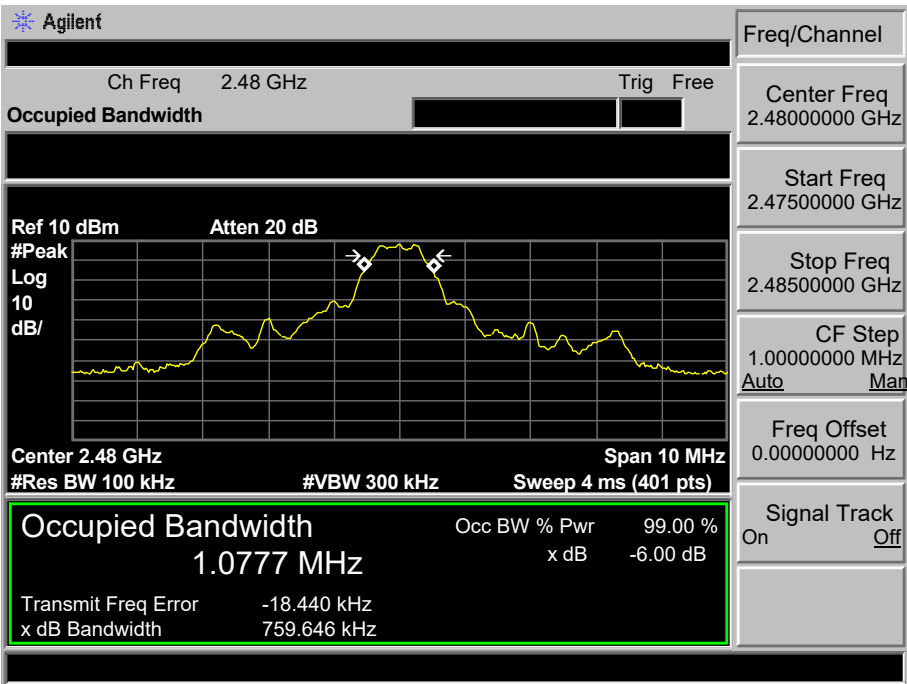 Agilent
Freq/Channel
Ch Freq 2.48 GHz Trig Free
Occupied Bandwidth
Center Freq
2.48000000 GHz
Start Freq
2.47500000 GHz
Stop Freq
2.48500000 GHz
CF Step
1.00000000 MHz
Auto Man
Freq Offset
0.00000000 Hz
Signal Track
On Off
Ref 10 dBm Atten 20 dB
#Peak
Log
10
dB/
Center 2.48 GHz Span 10 MHz
#Res BW 100 kHz #VBW 300 kHz Sweep 4 ms (401 pts)
Occupied Bandwidth Occ BW % Pwr 99.00 %
1.0777 MHz x dB -6.00 dB
Transmit Freq Error -18.440 kHz
x dB Bandwidth 759.646 kHz